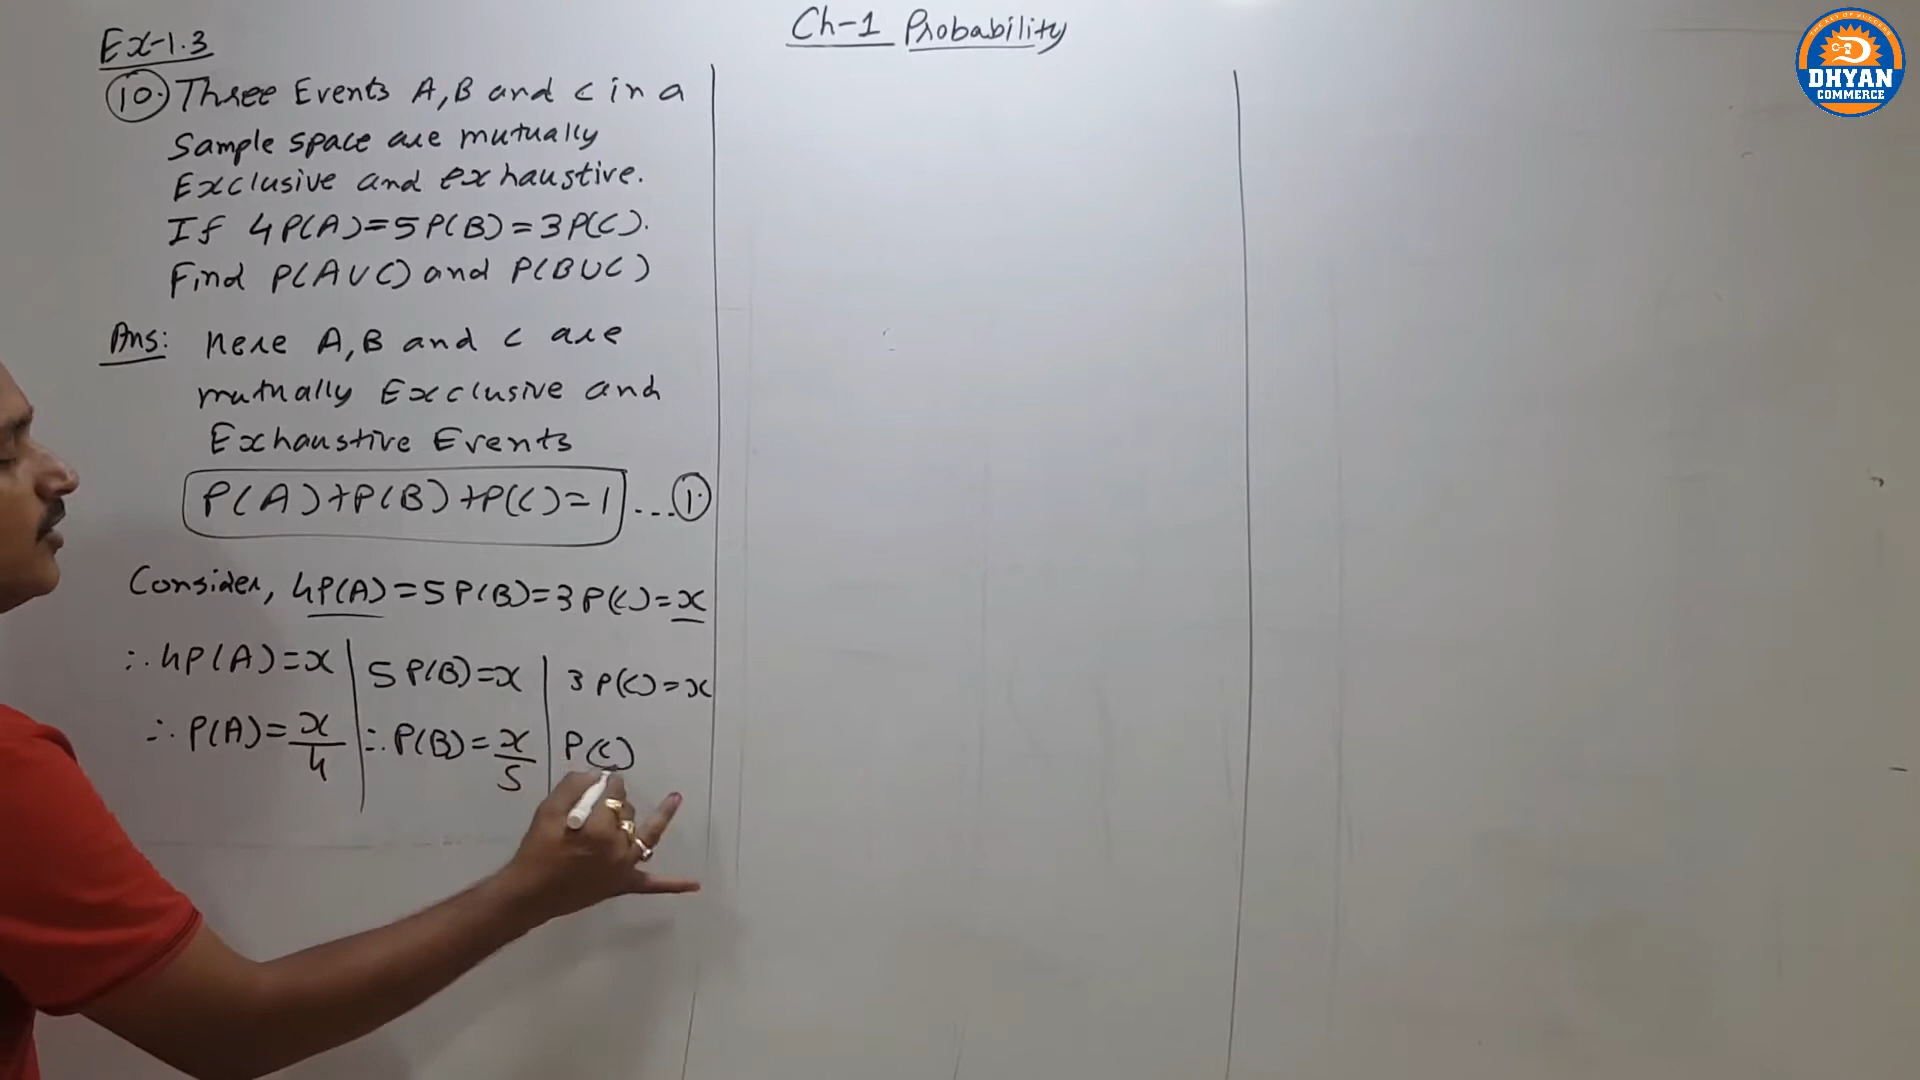 Ch-1 Probability
Ex-1.3
10. Three Events A, B and C in a
Sample space are mutually
Exclusive and exhaustive.
If 4P(A)=5P(B)=3P(C).
Find P(A∪C) and P(B∪C)
Ans: Here A, B and C are
mutually Exclusive and
Exhaustive Events
P(A)+P(B)+P(C)=1 ... 1.
Consider, 4P(A)=5P(B)=3P(C)=x
∴ 4P(A)=x | 5P(B)=x | 3P(C)=x
∴ P(A)=x/4 | ∴ P(B)=x/5 | P(C)
DHYAN
COMMERCE